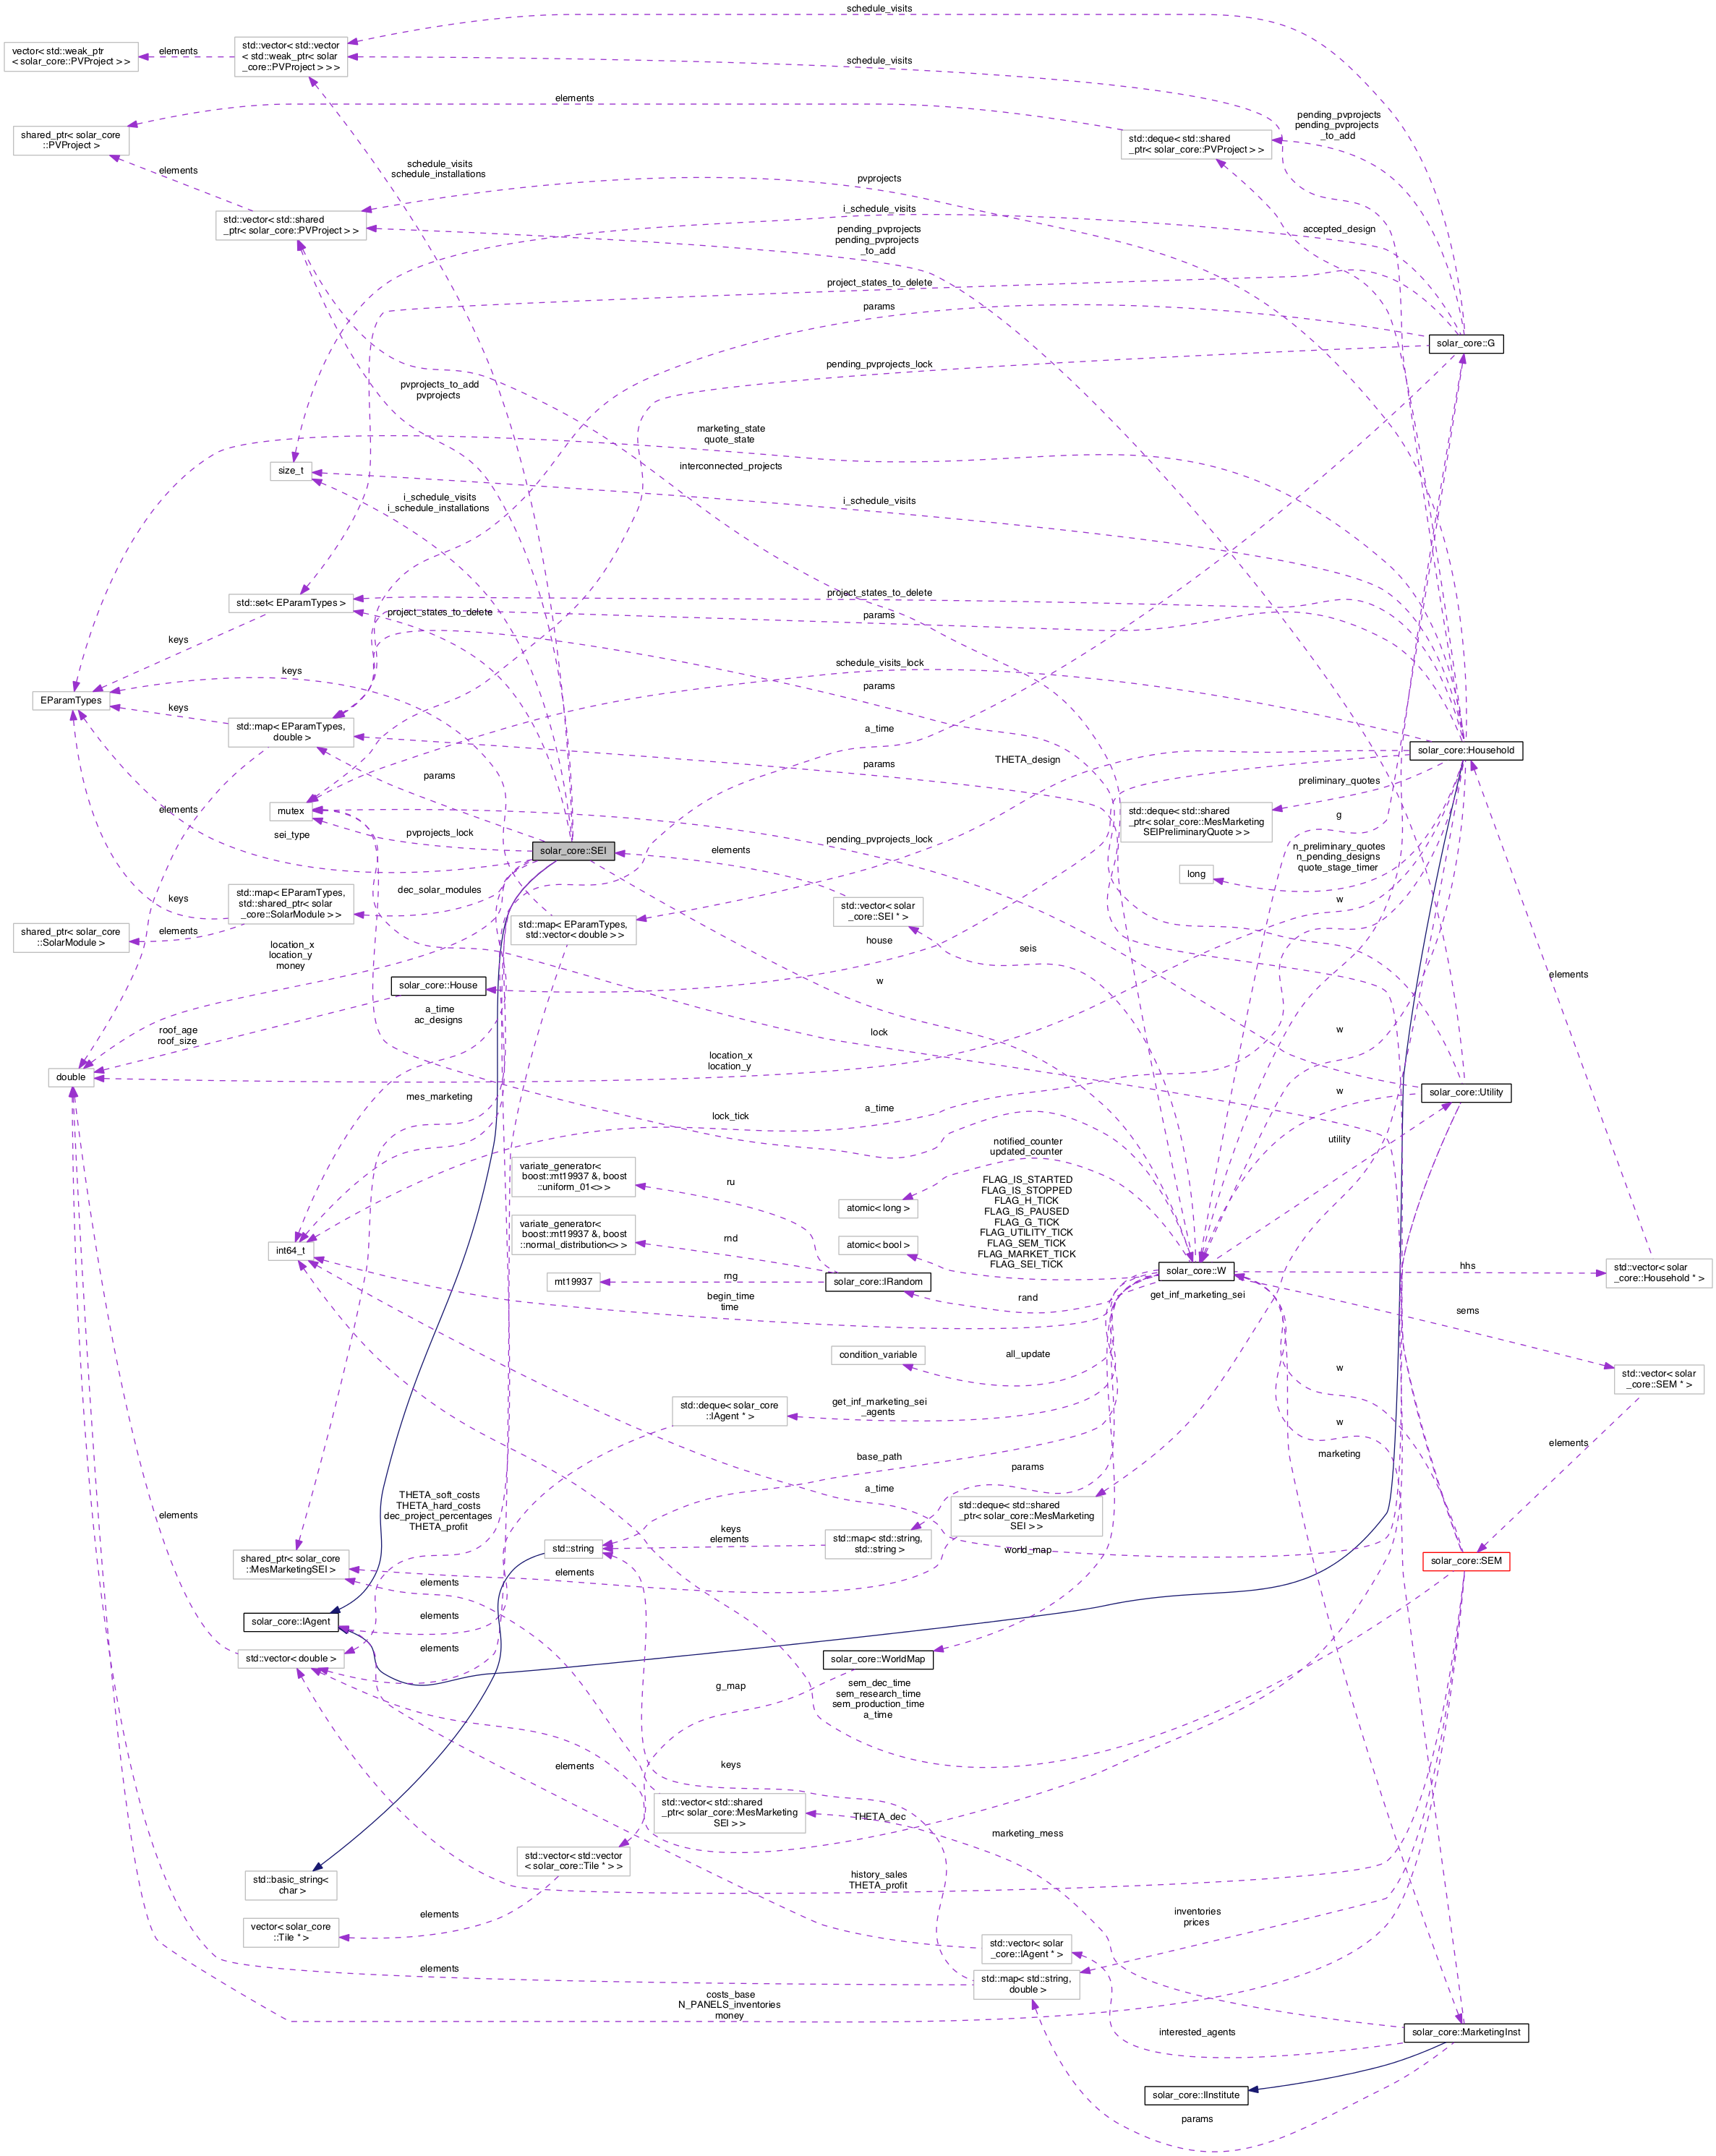 schedule_visits
vector< std::weak_ptr
< solar_core::PVProject > >
elements
std::vector< std::vector
< std::weak_ptr< solar
_core::PVProject > > >
schedule_visits
elements
shared_ptr< solar_core
::PVProject >
std::deque< std::shared
_ptr< solar_core::PVProject > >
pending_pvprojects
pending_pvprojects
_to_add
elements
schedule_visits
schedule_installations
pvprojects
std::vector< std::shared
_ptr< solar_core::PVProject > >
i_schedule_visits
pending_pvprojects
pending_pvprojects
_to_add
accepted_design
project_states_to_delete
params
solar_core::G
pending_pvprojects_lock
pvprojects_to_add
pvprojects
marketing_state
quote_state
interconnected_projects
size_t
i_schedule_visits
i_schedule_installations
i_schedule_visits
std::set< EParamTypes >
project_states_to_delete
project_states_to_delete
params
keys
keys
schedule_visits_lock
params
EParamTypes
keys
std::map< EParamTypes,
double >
a_time
THETA_design
solar_core::Household
params
params
preliminary_quotes
elements
mutex
std::deque< std::shared
_ptr< solar_core::MesMarketing
SEIPreliminaryQuote > >
g
sei_type
pvprojects_lock
solar_core::SEI
elements
pending_pvprojects_lock
n_preliminary_quotes
n_pending_designs
quote_stage_timer
long
keys
std::map< EParamTypes,
std::shared_ptr< solar
_core::SolarModule > >
dec_solar_modules
std::vector< solar
_core::SEI * >
w
shared_ptr< solar_core
::SolarModule >
elements
std::map< EParamTypes,
std::vector< double > >
house
seis
location_x
location_y
money
elements
solar_core::House
w
a_time
ac_designs
roof_age
roof_size
lock
w
double
location_x
location_y
solar_core::Utility
mes_marketing
w
lock_tick
a_time
utility
notified_counter
updated_counter
variate_generator<
boost::mt19937 &, boost
::uniform_01<> >
ru
FLAG_IS_STARTED
FLAG_IS_STOPPED
FLAG_H_TICK
FLAG_IS_PAUSED
FLAG_G_TICK
FLAG_UTILITY_TICK
FLAG_SEM_TICK
FLAG_MARKET_TICK
FLAG_SEI_TICK
atomic< long >
variate_generator<
boost::mt19937 &, boost
::normal_distribution<> >
rnd
atomic< bool >
int64_t
mt19937
rng
solar_core::IRandom
solar_core::W
hhs
std::vector< solar
_core::Household * >
begin_time
time
rand
get_inf_marketing_sei
sems
condition_variable
all_update
w
std::vector< solar
_core::SEM * >
std::deque< solar_core
::IAgent * >
get_inf_marketing_sei
_agents
w
marketing
elements
base_path
params
a_time
THETA_soft_costs
THETA_hard_costs
dec_project_percentages
THETA_profit
elements
std::deque< std::shared
_ptr< solar_core::MesMarketing
SEI > >
keys
elements
std::map< std::string,
std::string >
std::string
world_map
solar_core::SEM
shared_ptr< solar_core
::MesMarketingSEI >
elements
elements
solar_core::IAgent
elements
elements
std::vector< double >
solar_core::WorldMap
g_map
sem_dec_time
sem_research_time
sem_production_time
a_time
elements
keys
std::vector< std::shared
_ptr< solar_core::MesMarketing
SEI > >
THETA_dec
marketing_mess
std::vector< std::vector
< solar_core::Tile * > >
std::basic_string<
char >
history_sales
THETA_profit
elements
vector< solar_core
::Tile * >
inventories
prices
std::vector< solar
_core::IAgent * >
elements
std::map< std::string,
double >
costs_base
N_PANELS_inventories
money
interested_agents
solar_core::MarketingInst
solar_core::IInstitute
params